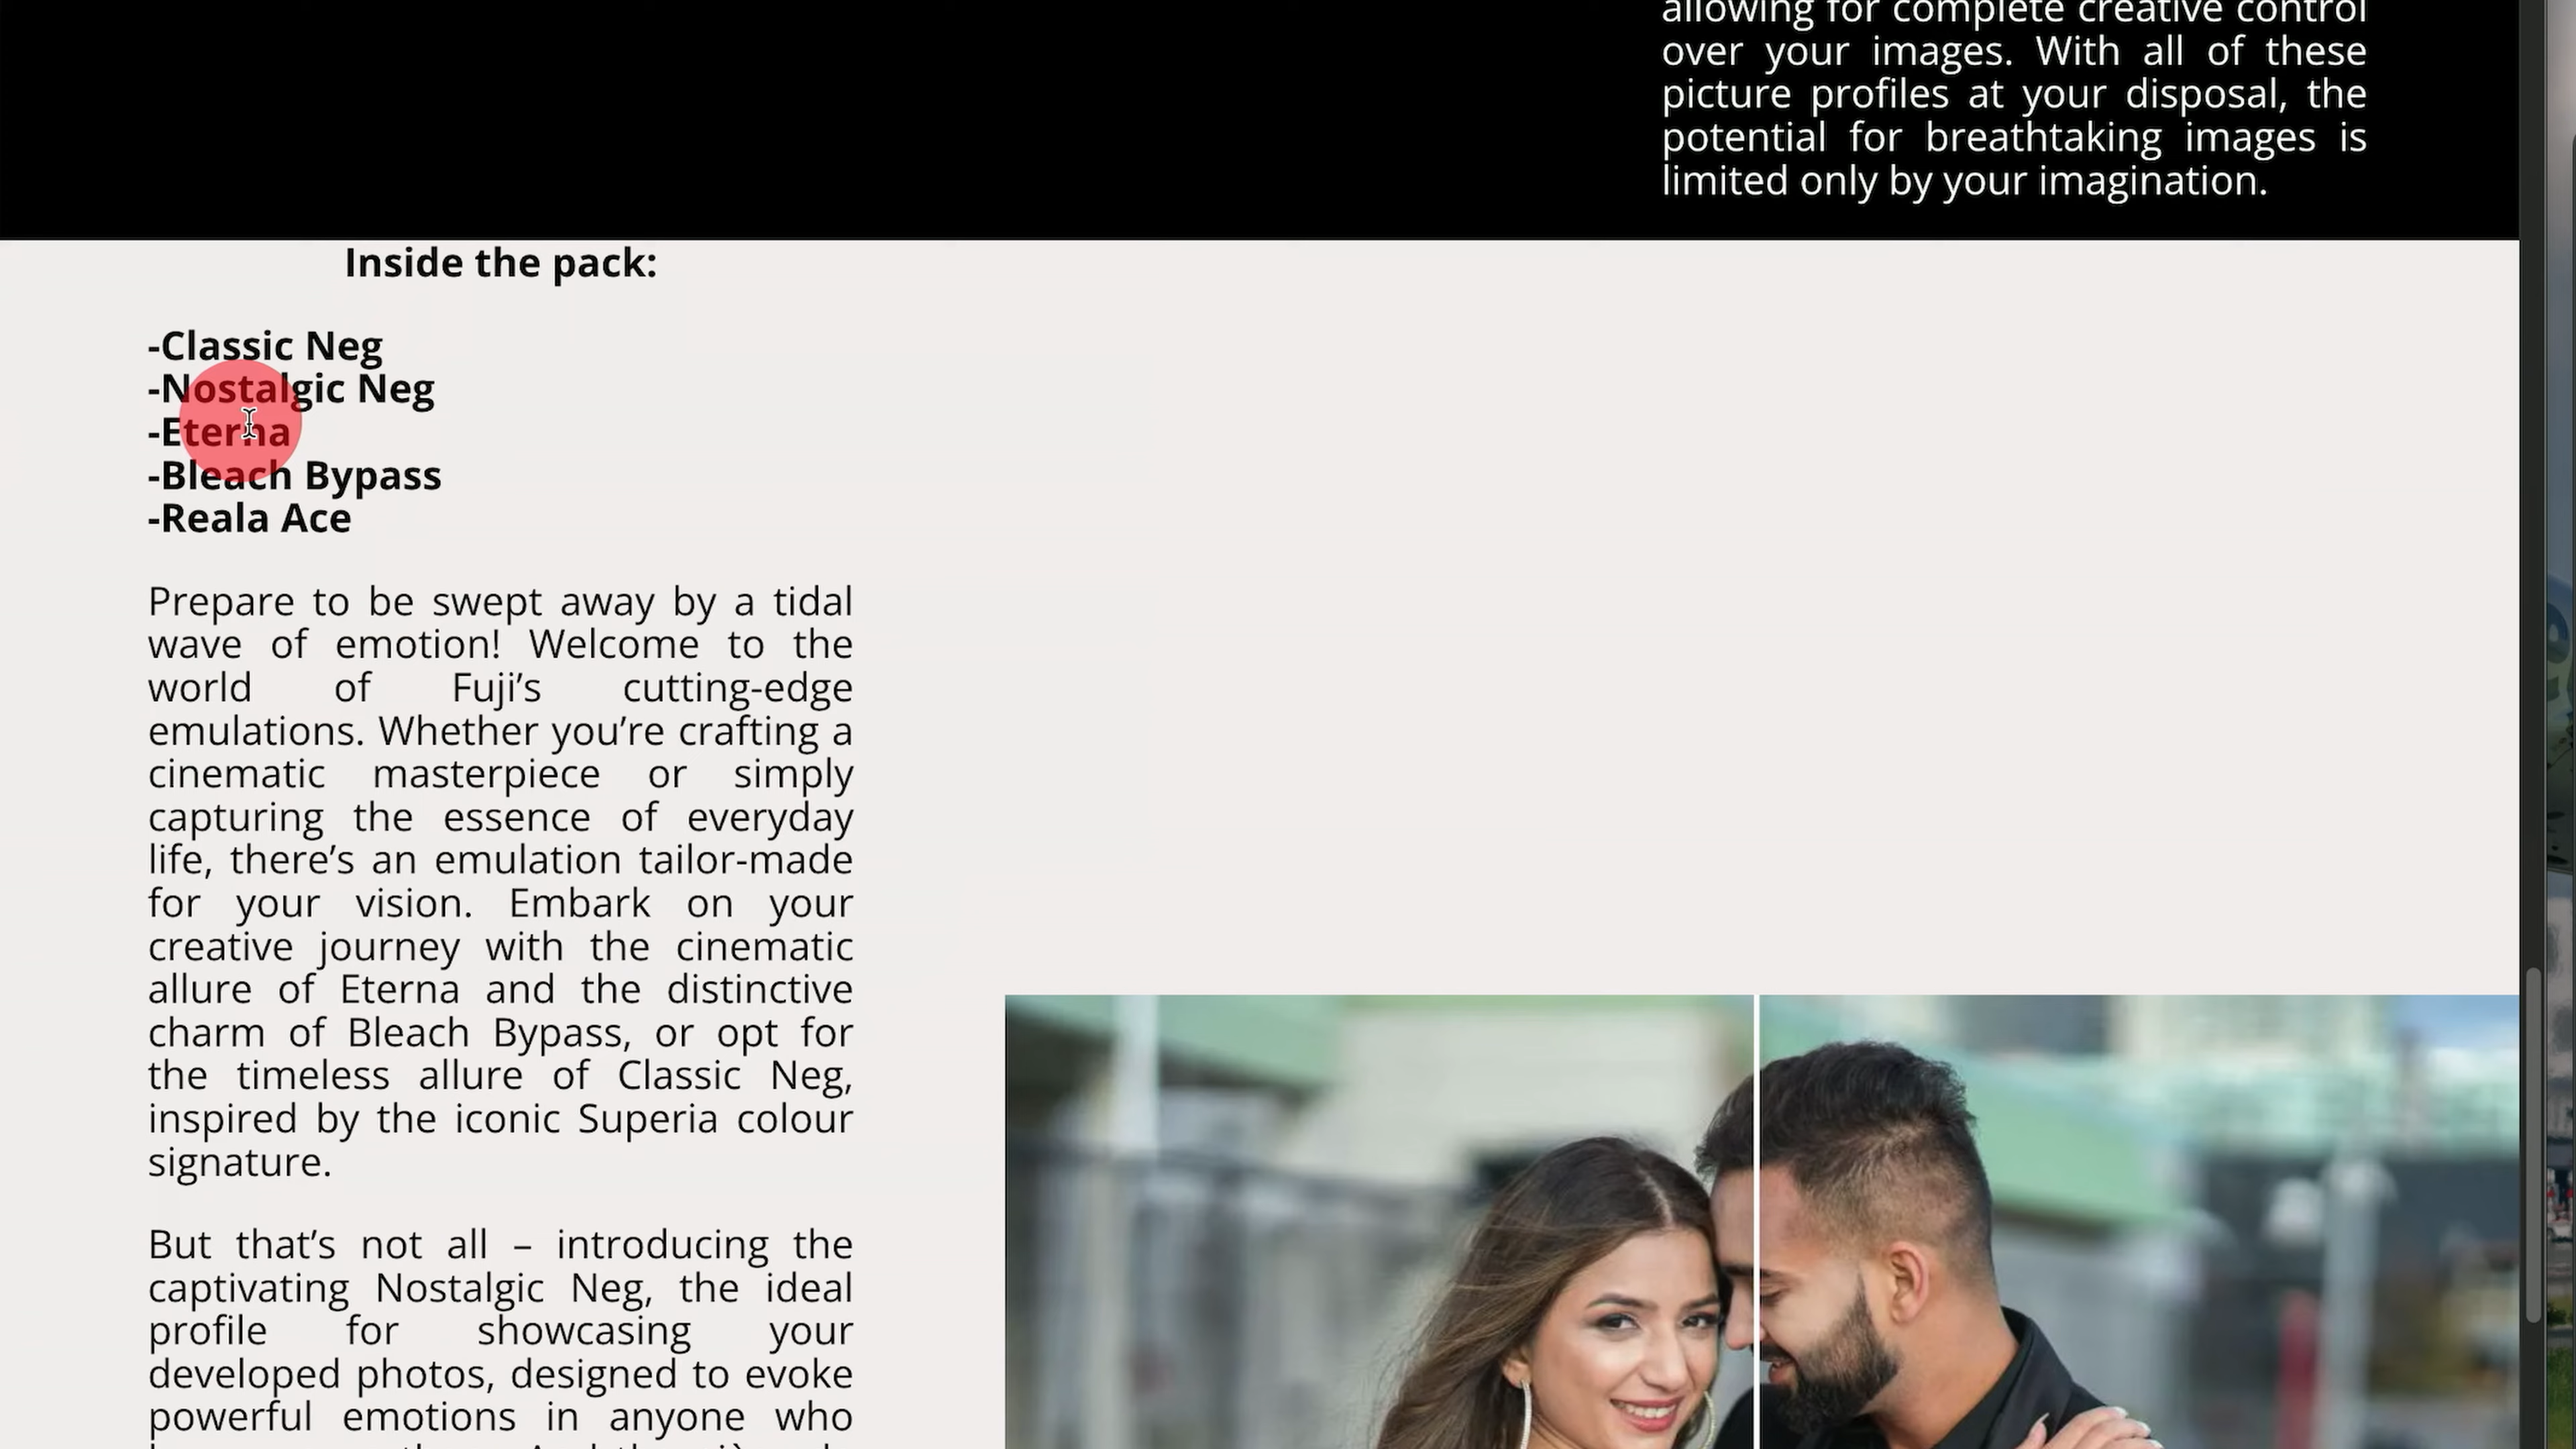 allowing for complete creative control
over your images. With all of these
picture profiles at your disposal, the
potential for breathtaking images is
limited only by your imagination.
Inside the pack:
-Classic Neg
-Nostalgic Neg
-Eterna
-Bleach Bypass
-Reala Ace
Prepare to be swept away by a tidal
wave of emotion! Welcome to the
world of Fuji’s cutting-edge
emulations. Whether you’re crafting a
cinematic masterpiece or simply
capturing the essence of everyday
life, there’s an emulation tailor-made
for your vision. Embark on your
creative journey with the cinematic
allure of Eterna and the distinctive
charm of Bleach Bypass, or opt for
the timeless allure of Classic Neg,
inspired by the iconic Superia colour
signature.
But that’s not all – introducing the
captivating Nostalgic Neg, the ideal
profile for showcasing your
developed photos, designed to evoke
powerful emotions in anyone who